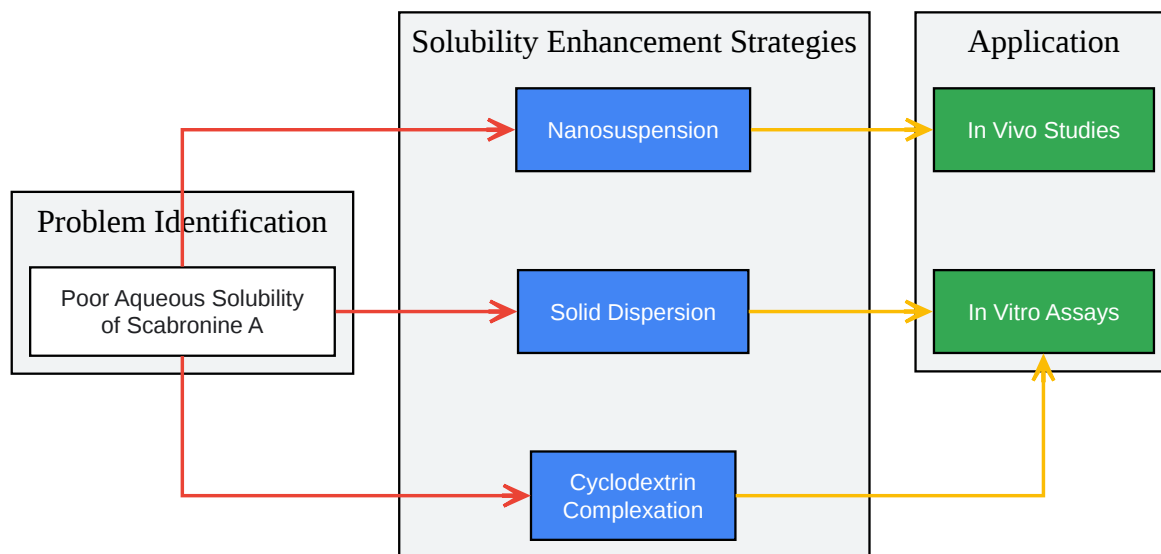 Problem Identification
Poor Aqueous Solubility
of Scabronine A
Solubility Enhancement Strategies
Nanosuspension
Solid Dispersion
Cyclodextrin
Complexation
Application
In Vivo Studies
In Vitro Assays